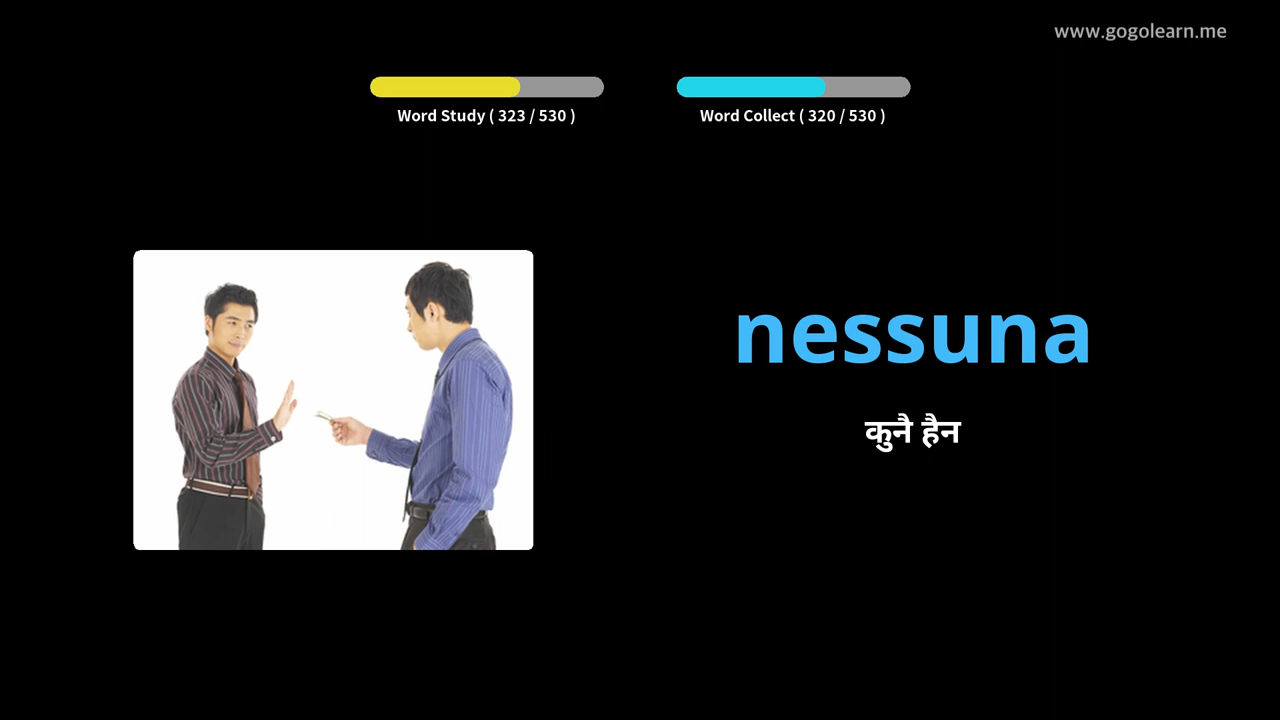 www.gogolearn.me
Word Study ( 323 / 530 )
Word Collect ( 320 / 530 )
nessuna
कुनै हैन